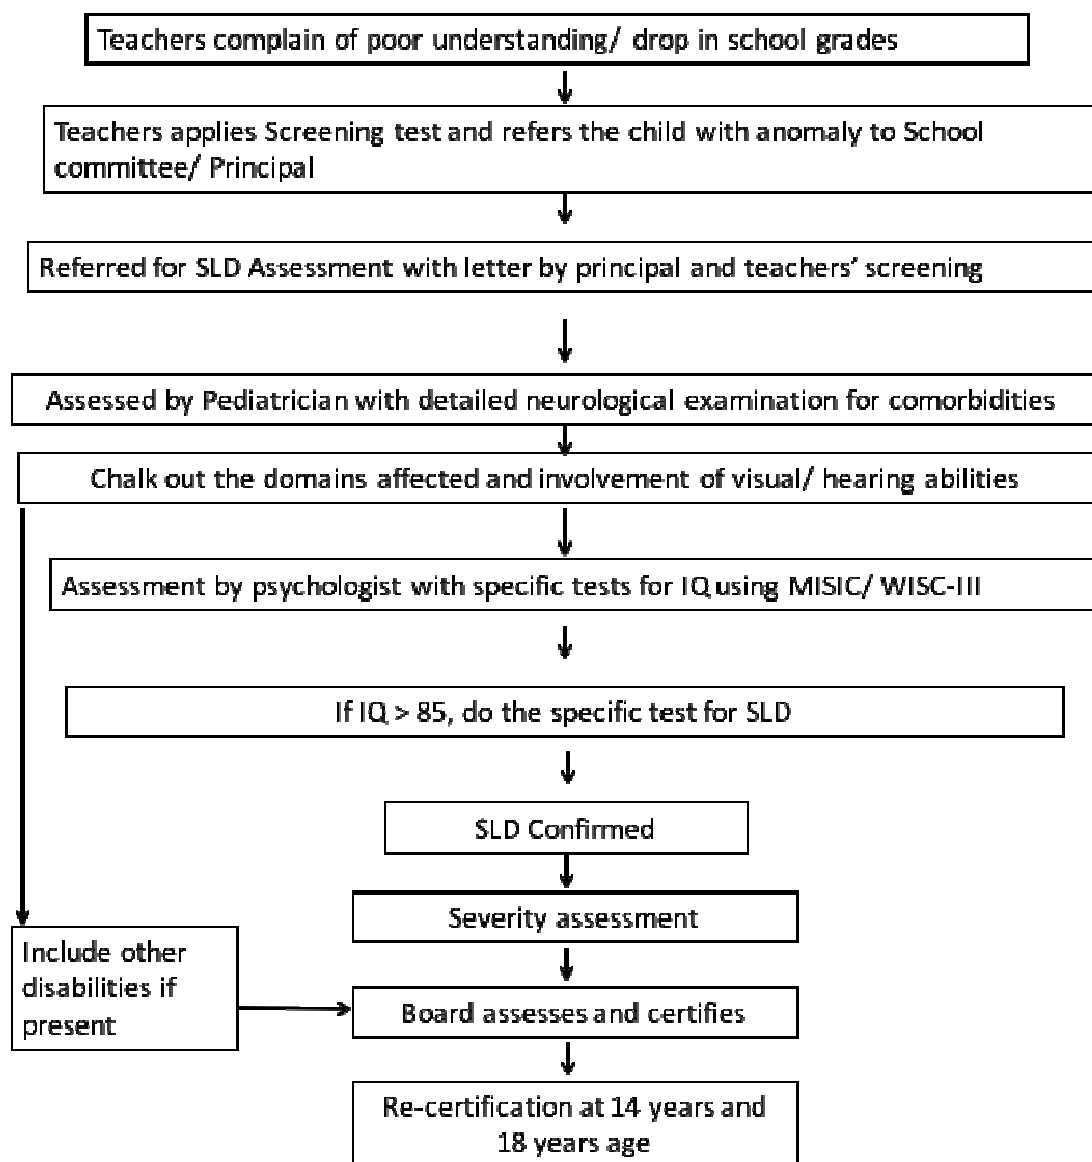 Teachers complain of poor understanding/ drop in school grades
Teachers applies Screening test and refers the child with anomaly to School
committee/ Principal
Referred for SLD Assessment with letter by principal and teachers’ screening
Assessed by Pediatrician with detailed neurological examination for comorbidities
Chalk out the domains affected and involvement of visual/ hearing abilities
Assessment by psychologist with specific tests for IQ using MISIC/ WISC-III
If IQ > 85, do the specific test for SLD
SLD Confirmed
Severity assessment
Include other
disabilities if
present
Board assesses and certifies
Re-certification at 14 years and
18 years age